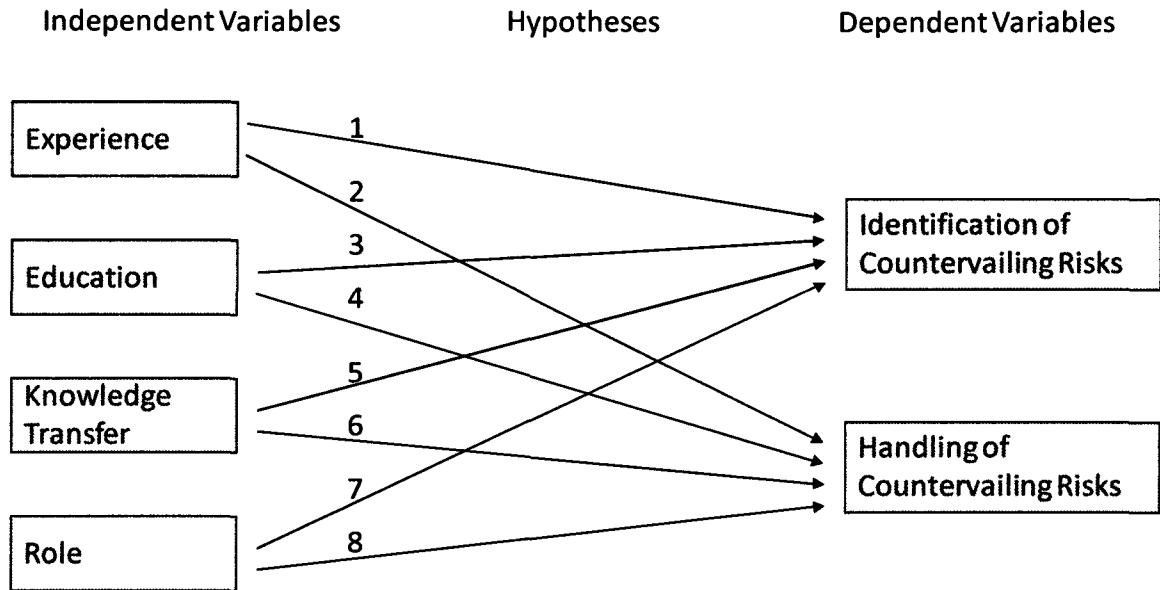 Independent Variables
Hypotheses
Dependent Variables
Experience
Education
Knowledge
Transfer
Role
1
2
3
4
5
6
7
8
Identification of
Countervailing Risks
Handling of
Countervailing Risks